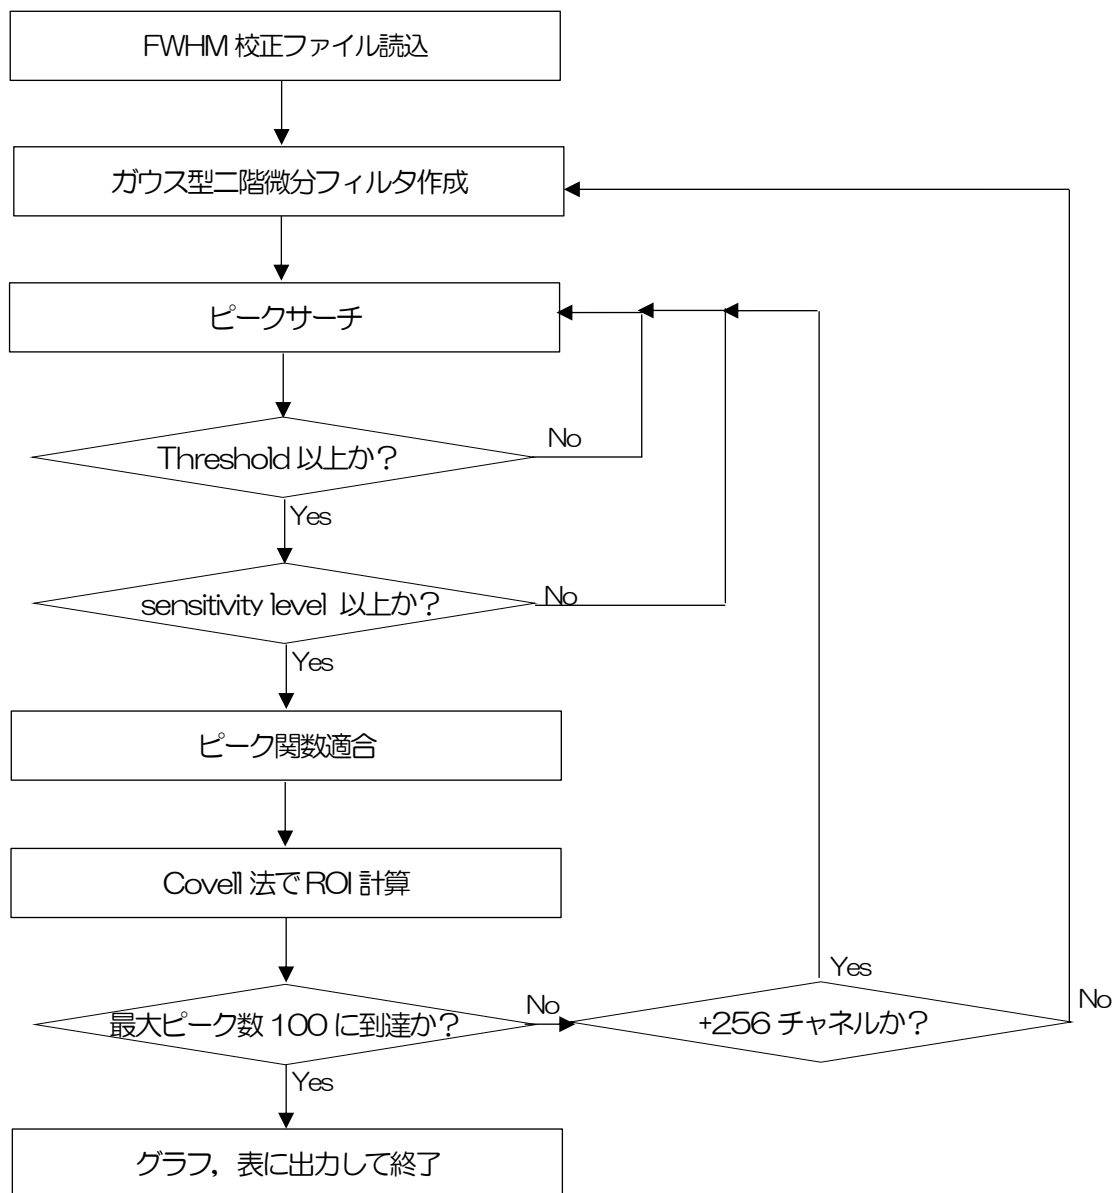 FWHM 校正ファイル読込
ガウス型二階微分フィルタ作成
ピークサーチ
Threshold 以上か？
No
Yes
sensitivity level 以上か？
No
Yes
ピーク関数適合
Covell 法で ROI 計算
最大ピーク数 100 に到達か？
No
Yes
+256 チャネルか？
Yes
No
グラフ，表に出力して終了